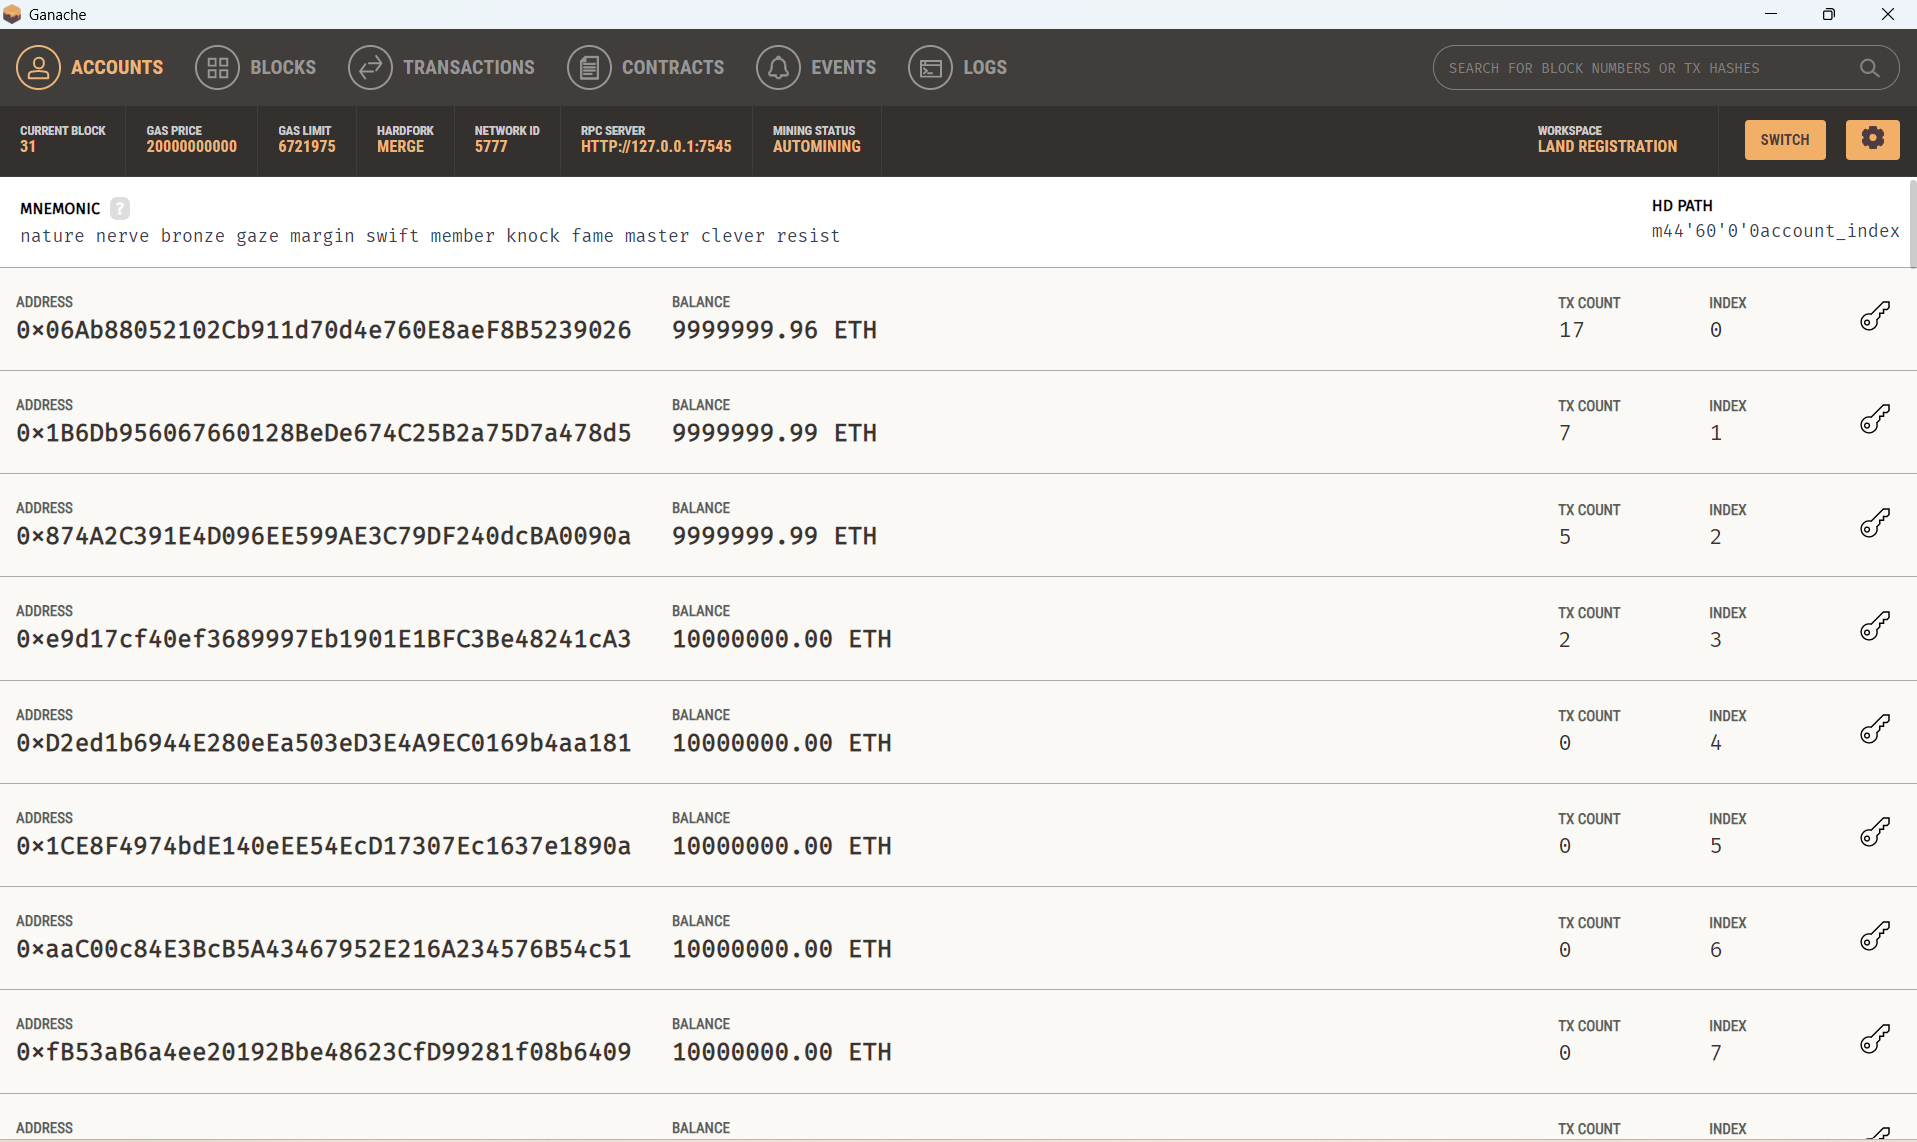 Ganache
ACCOUNTS BLOCKS TRANSACTIONS CONTRACTS EVENTS LOGS SEARCH FOR BLOCK NUMBERS OR TX HASHES
CURRENT BLOCK GAS PRICE GAS LIMIT HARDFORK NETWORK ID RPC SERVER MINING STATUS WORKSPACE
31 20000000000 6721975 MERGE 5777 HTTP://127.0.0.1:7545 AUTOMINING LAND REGISTRATION SWITCH
MNEMONIC ? HD PATH
nature nerve bronze gaze margin swift member knock fame master clever resist m44'60'0'0account_index
ADDRESS BALANCE TX COUNT INDEX
0×06Ab88052102Cb911d70d4e760E8aeF8B5239026 9999999.96 ETH 17 0
ADDRESS BALANCE TX COUNT INDEX
0×1B6Db956067660128BeDe674C25B2a75D7a478d5 9999999.99 ETH 7 1
ADDRESS BALANCE TX COUNT INDEX
0×874A2C391E4D096EE599AE3C79DF240dcBA0090a 9999999.99 ETH 5 2
ADDRESS BALANCE TX COUNT INDEX
0×e9d17cf40ef3689997Eb1901E1BFC3Be48241cA3 10000000.00 ETH 2 3
ADDRESS BALANCE TX COUNT INDEX
0×D2ed1b6944E280eEa503eD3E4A9EC0169b4aa181 10000000.00 ETH 0 4
ADDRESS BALANCE TX COUNT INDEX
0×1CE8F4974bdE140eEE54EcD17307Ec1637e1890a 10000000.00 ETH 0 5
ADDRESS BALANCE TX COUNT INDEX
0×aaC00c84E3BcB5A43467952E216A234576B54c51 10000000.00 ETH 0 6
ADDRESS BALANCE TX COUNT INDEX
0×fB53aB6a4ee20192Bbe48623CfD99281f08b6409 10000000.00 ETH 0 7
ADDRESS BALANCE TX COUNT INDEX